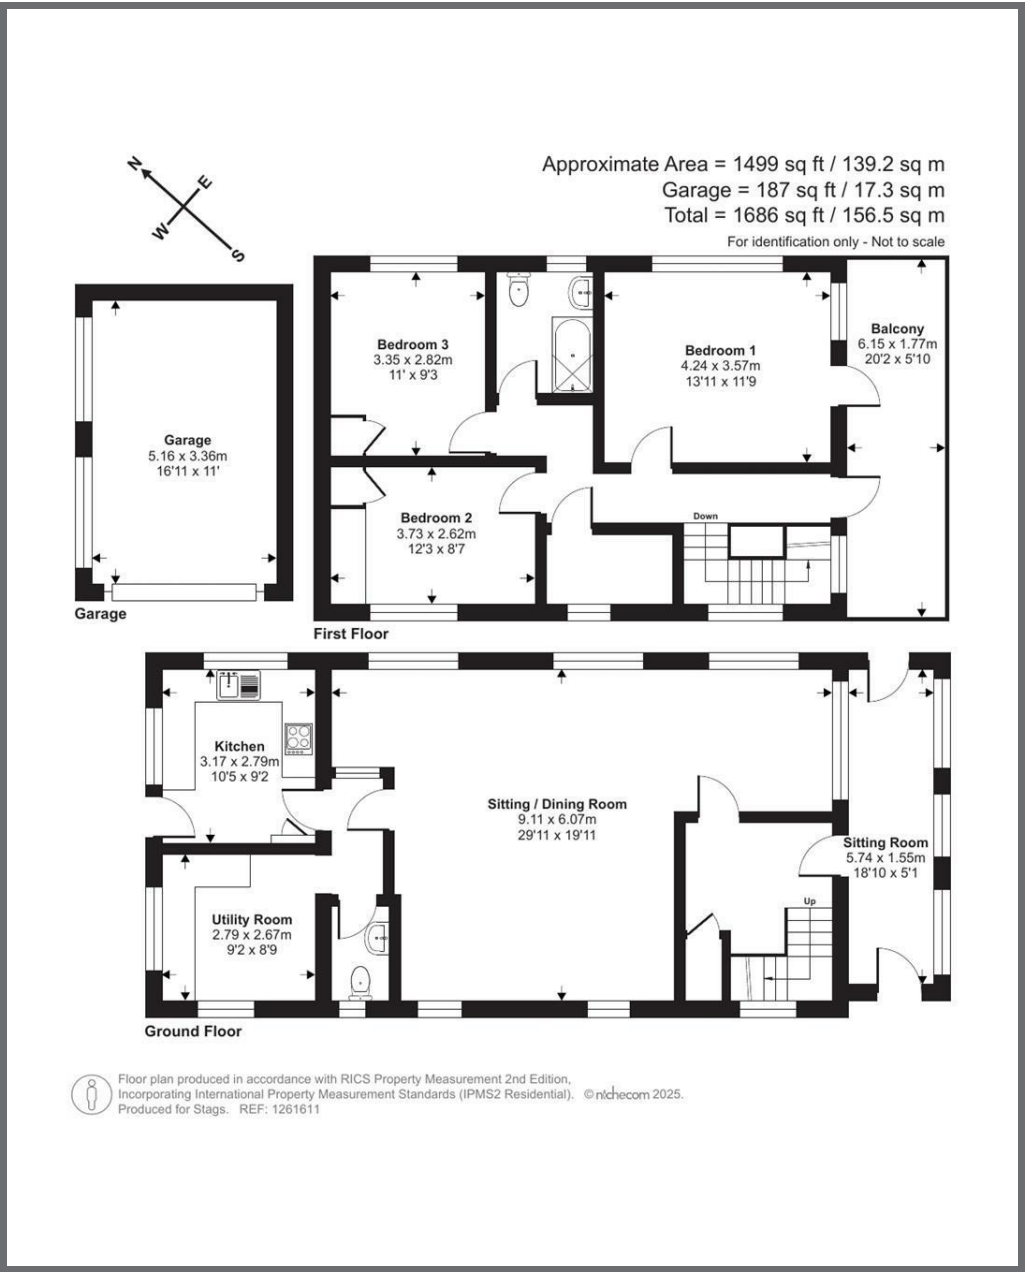 N
E
W
S
Approximate Area = 1499 sq ft / 139.2 sq m
Garage = 187 sq ft / 17.3 sq m
Total = 1686 sq ft / 156.5 sq m
For identification only - Not to scale
Garage
5.16 x 3.36m
16'11 x 11'
Garage
Bedroom 3
3.35 x 2.82m
11' x 9'3
Bedroom 1
4.24 x 3.57m
13'11 x 11'9
Balcony
6.15 x 1.77m
20'2 x 5'10
Bedroom 2
3.73 x 2.62m
12'3 x 8'7
Down
First Floor
Kitchen
3.17 x 2.79m
10'5 x 9'2
Sitting / Dining Room
9.11 x 6.07m
29'11 x 19'11
Sitting Room
5.74 x 1.55m
18'10 x 5'1
Utility Room
2.79 x 2.67m
9'2 x 8'9
Up
Ground Floor
Floor plan produced in accordance with RICS Property Measurement 2nd Edition,
Incorporating International Property Measurement Standards (IPMS2 Residential). © nichecom 2025.
Produced for Stags. REF: 1261611